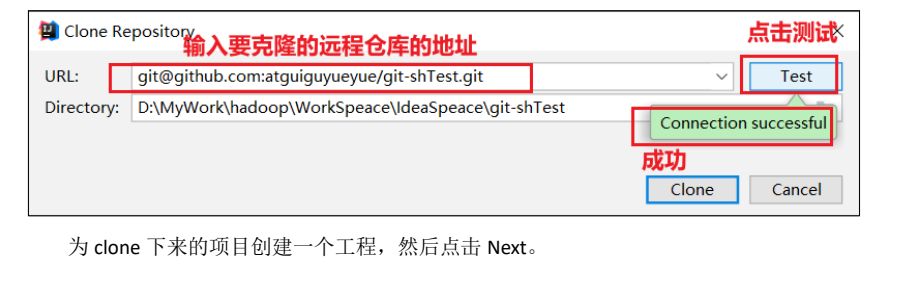 Clone Repository
点击测试
输入要克隆的远程仓库的地址
URL: git@github.com:atguiguyueyue/git-shTest.git Test
Directory: D:\MyWork\hadoop\WorkSpeace\IdeaSpeace\git-shTest
Connection successful
成功
Clone Cancel
为 clone 下来的项目创建一个工程，然后点击 Next。